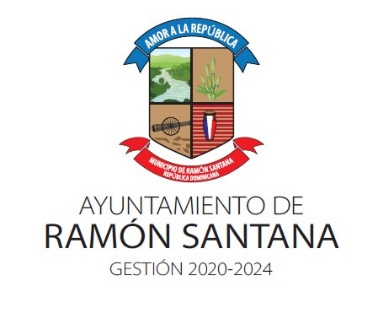 AMOR A LA REPÚBLICA
MUNICIPIO DE RAMÓN SANTANA
REPÚBLICA DOMINICANA
AYUNTAMIENTO DE
RAMÓN SANTANA
GESTIÓN 2020-2024